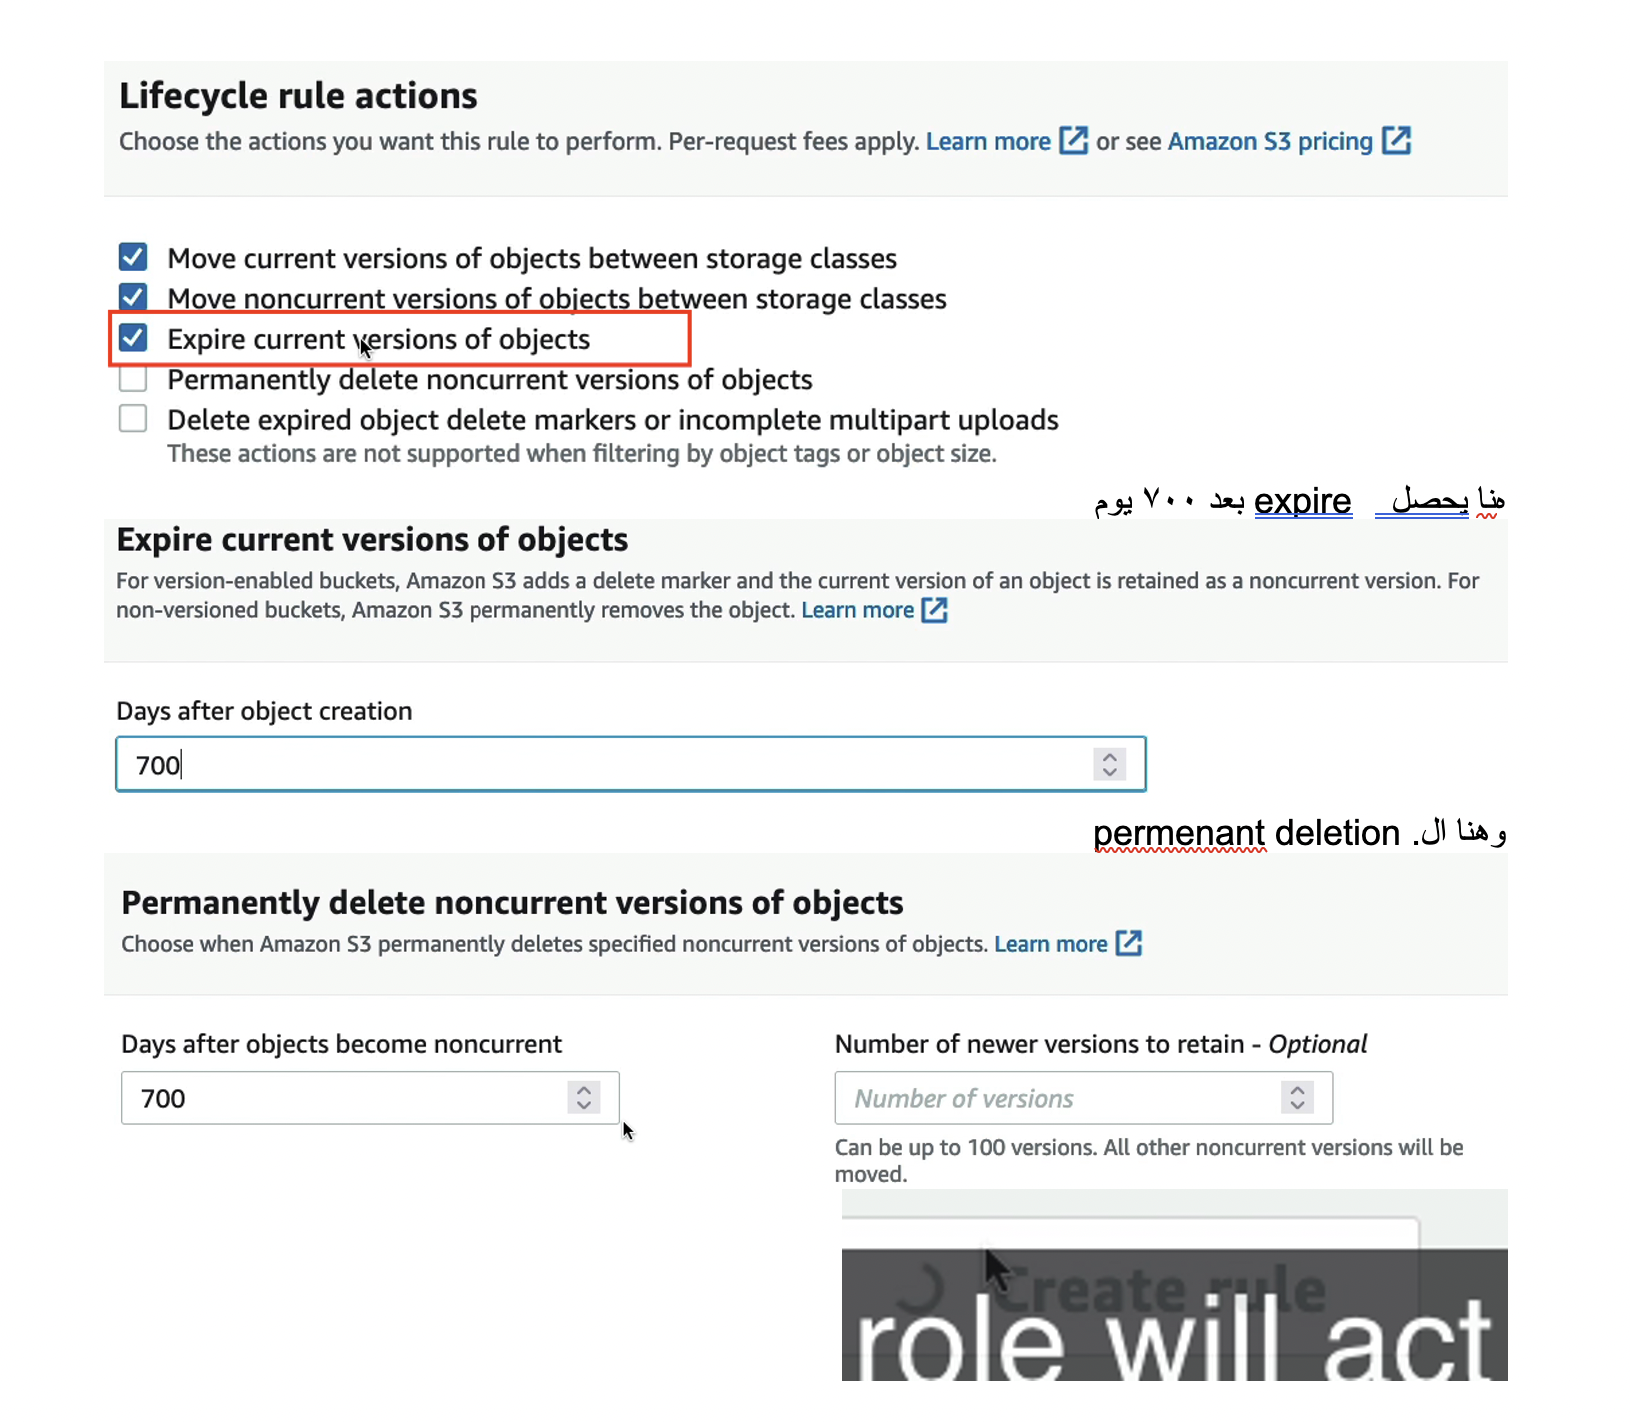 Lifecycle rule actions
Choose the actions you want this rule to perform. Per-request fees apply. Learn more or see Amazon S3 pricing
Move current versions of objects between storage classes
Move noncurrent versions of objects between storage classes
Expire current versions of objects
Permanently delete noncurrent versions of objects
Delete expired object delete markers or incomplete multipart uploads
These actions are not supported when filtering by object tags or object size.
هنا يحصل expire بعد ٧٠٠ يوم
Expire current versions of objects
For version-enabled buckets, Amazon S3 adds a delete marker and the current version of an object is retained as a noncurrent version. For
non-versioned buckets, Amazon S3 permanently removes the object. Learn more
Days after object creation
700
وهنا ال. permenant deletion
Permanently delete noncurrent versions of objects
Choose when Amazon S3 permanently deletes specified noncurrent versions of objects. Learn more
Days after objects become noncurrent
700
Number of newer versions to retain - Optional
Number of versions
Can be up to 100 versions. All other noncurrent versions will be
moved.
Create rule
role will act